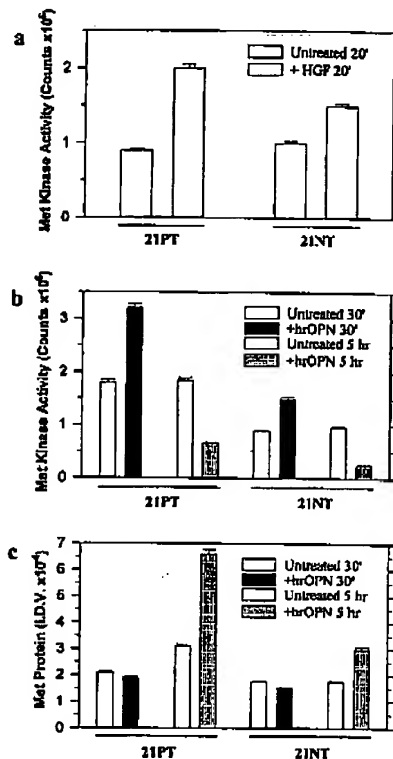 a
Met Kinase Activity (Counts x10⁶)
2
1
0
Untreated 20'
+ HGF 20'
21PT
21NT
b
Met Kinase Activity (Counts x10⁶)
3
2
1
0
Untreated 30'
+hrOPN 30'
Untreated 5 hr
+hrOPN 5 hr
21PT
21NT
c
Met Protein (I.D.V. x10⁴)
7
6
5
4
3
2
1
0
Untreated 30'
+hrOPN 30'
Untreated 5 hr
+hrOPN 5 hr
21PT
21NT